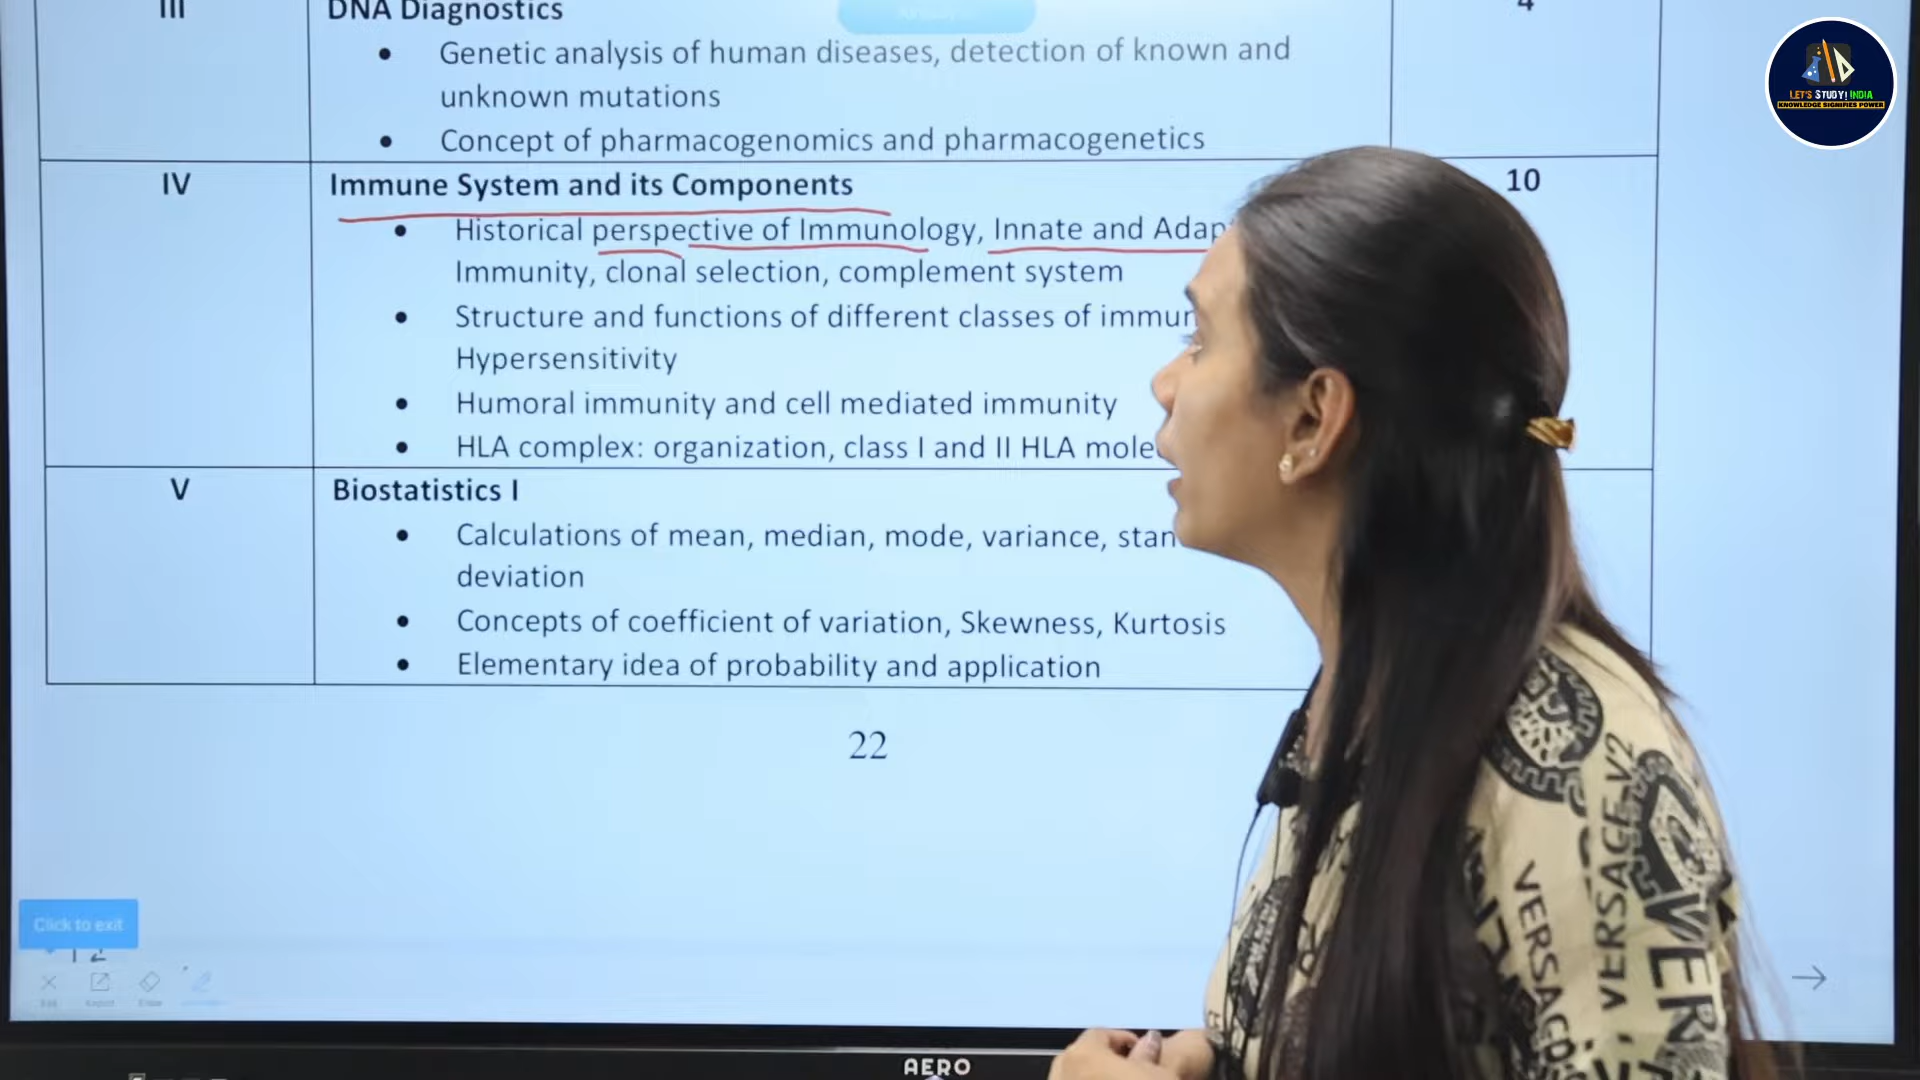 III DNA Diagnostics 4
• Genetic analysis of human diseases, detection of known and
unknown mutations
• Concept of pharmacogenomics and pharmacogenetics
LET'S STUDY! INDIA
KNOWLEDGE SIGNIFIES POWER
IV Immune System and its Components 10
• Historical perspective of Immunology, Innate and Adap
Immunity, clonal selection, complement system
• Structure and functions of different classes of immun
Hypersensitivity
• Humoral immunity and cell mediated immunity
• HLA complex: organization, class I and II HLA mole
V Biostatistics I
• Calculations of mean, median, mode, variance, stan
deviation
• Concepts of coefficient of variation, Skewness, Kurtosis
• Elementary idea of probability and application
22
Click to exit
AERO
VERSACE V2
VERSACE
VER